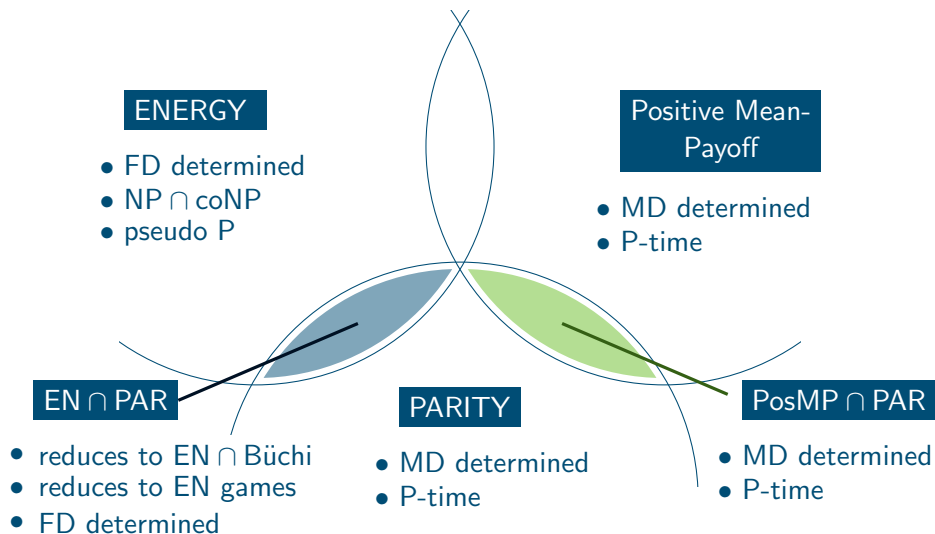 ENERGY
• FD determined
• NP ∩ coNP
• pseudo P
Positive Mean-
Payoff
• MD determined
• P-time
EN ∩ PAR
• reduces to EN ∩ Büchi
• reduces to EN games
• FD determined
PARITY
• MD determined
• P-time
PosMP ∩ PAR
• MD determined
• P-time